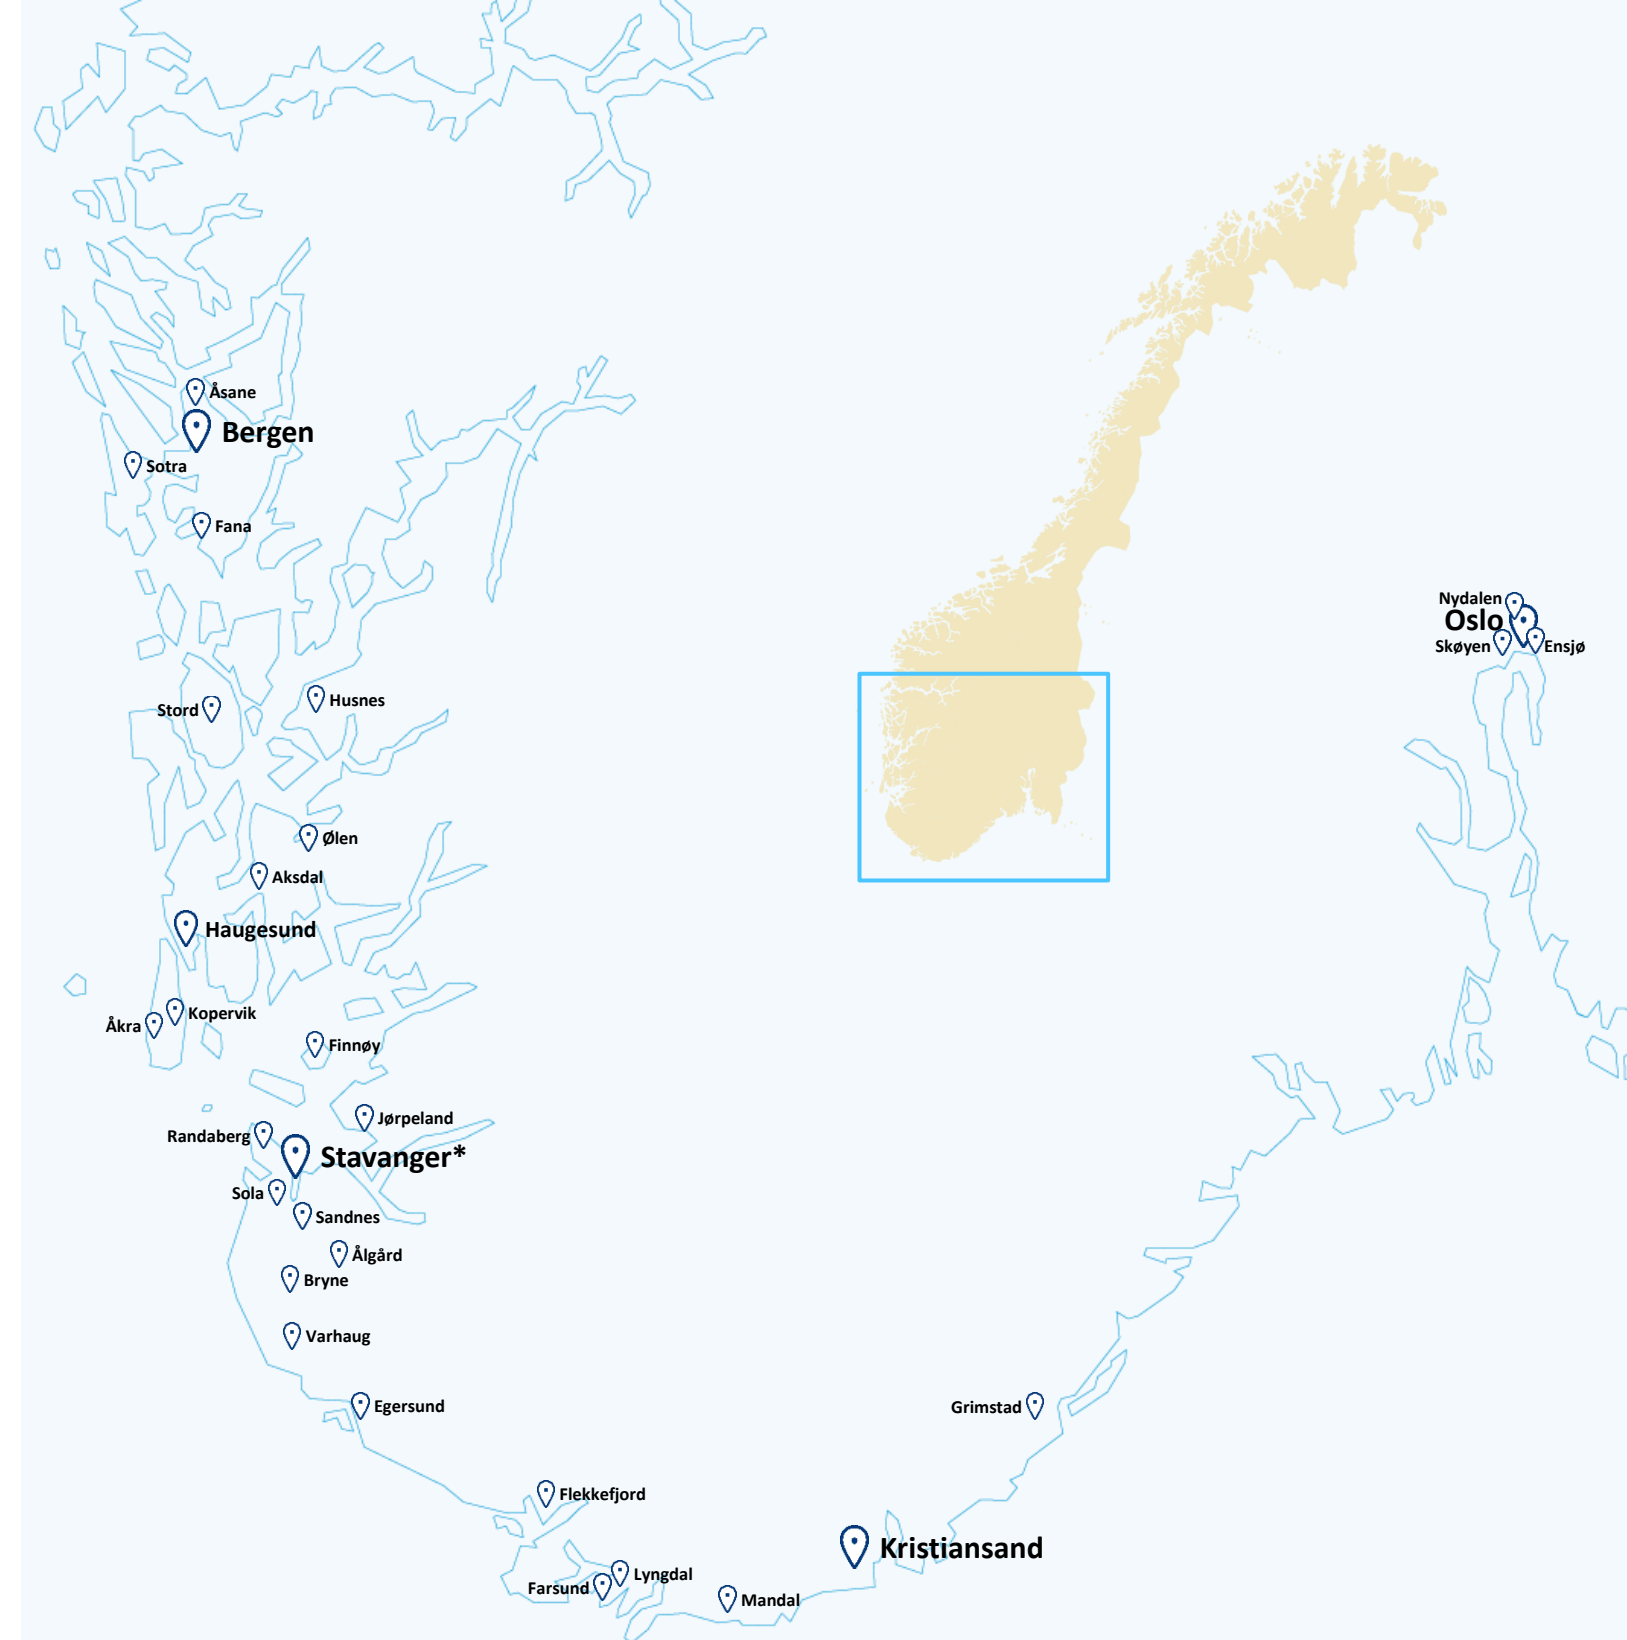 Åsane
Bergen
Sotra
Fana
Nydalen
Oslo
Skøyen
Ensjø
Stord
Husnes
Ølen
Aksdal
Haugesund
Kopervik
Åkra
Finnøy
Jørpeland
Randaberg
Stavanger*
Sola
Sandnes
Ålgård
Bryne
Varhaug
Egersund
Grimstad
Flekkefjord
Kristiansand
Lyngdal
Farsund
Mandal